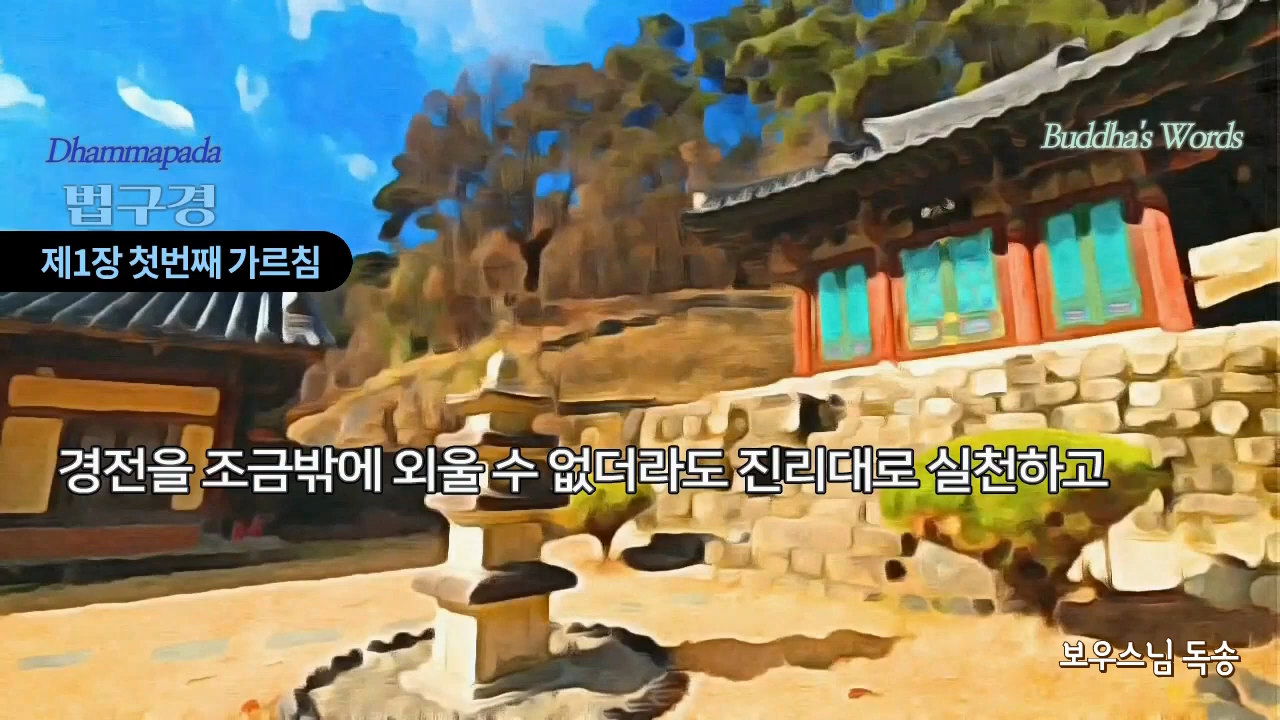 Dhammapada
법구경
제1장 첫번째 가르침
Buddha's Words
경전을 조금밖에 외울 수 없더라도 진리대로 실천하고
보우스님 독송